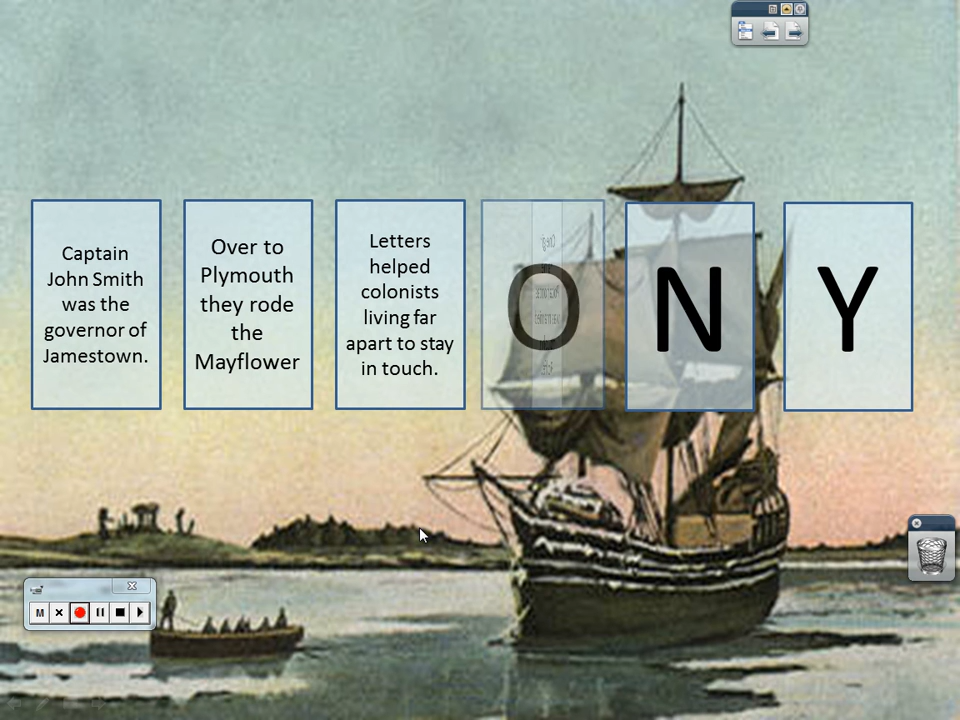 Captain
John Smith
was the
governor of
Jamestown.
Over to
Plymouth
they rode
the
Mayflower
Letters
helped
colonists
living far
apart to stay
in touch.
O
N
Y
M